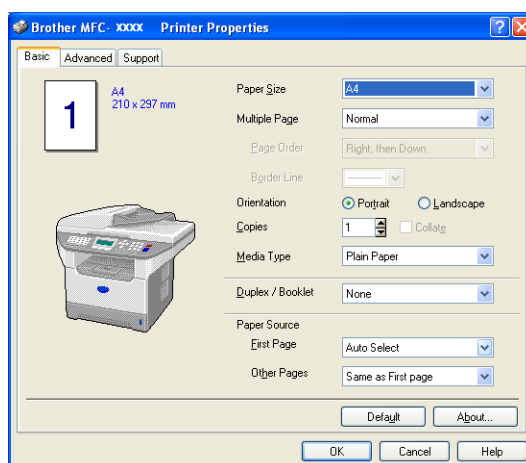 Brother MFC- XXXX Printer Properties
Basic Advanced Support
1
A4
210 x 297 mm
Paper Size A4
Multiple Page Normal
Page Order Right, then Down
Border Line
Orientation Portrait Landscape
Copies 1 Collate
Media Type Plain Paper
Duplex / Booklet None
Paper Source
First Page Auto Select
Other Pages Same as First page
Default About...
OK Cancel Help